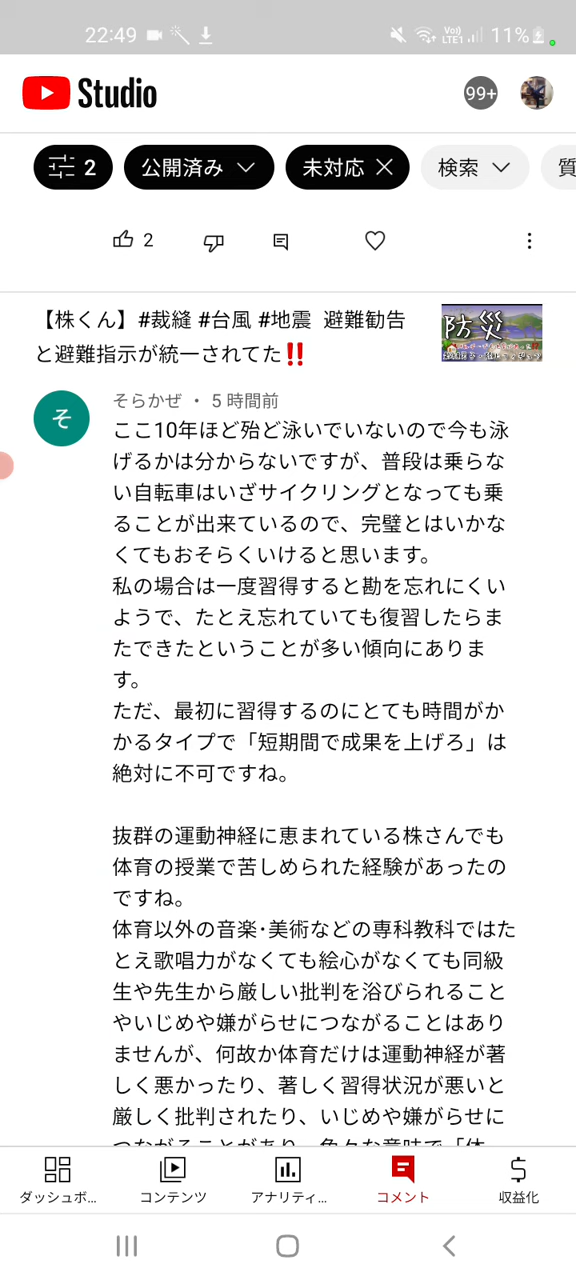 22:49
Vo)) LTE1 11%
Studio
99+
2 公開済み 未対応 検索 質
2
【株くん】#裁縫 #台風 #地震 避難勧告
と避難指示が統一されてた‼
防災
そ
そらかぜ • 5 時間前
ここ10年ほど殆ど泳いでいないので今も泳
げるかは分からないですが、普段は乗らな
い自転車はいざサイクリングとなっても乗
ることが出来ているので、完璧とはいかな
くてもおそらくいけると思います。
私の場合は一度習得すると勘を忘れにくい
ようで、たとえ忘れていても復習したらま
たできたということが多い傾向にありま
す。
ただ、最初に習得するのにとても時間がか
かるタイプで「短期間で成果を上げろ」は
絶対に不可ですね。
抜群の運動神経に恵まれている株さんでも
体育の授業で苦しめられた経験があったの
ですね。
体育以外の音楽･美術などの専科教科ではた
とえ歌唱力がなくても絵心がなくても同級
生や先生から厳しい批判を浴びられること
やいじめや嫌がらせにつながることはあり
ませんが、何故か体育だけは運動神経が著
しく悪かったり、著しく習得状況が悪いと
厳しく批判されたり、いじめや嫌がらせに
つながることがあり、色々な意味で「体
ダッシュボ... コンテンツ アナリティ... コメント 収益化